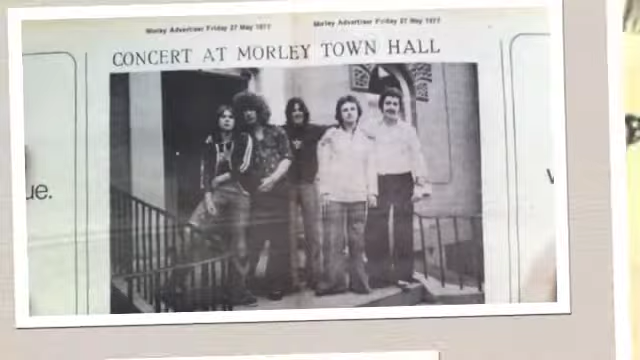 Morley Advertiser Friday 27 May 1977 Morley Advertiser Friday 27 May 1977
CONCERT AT MORLEY TOWN HALL
ue.